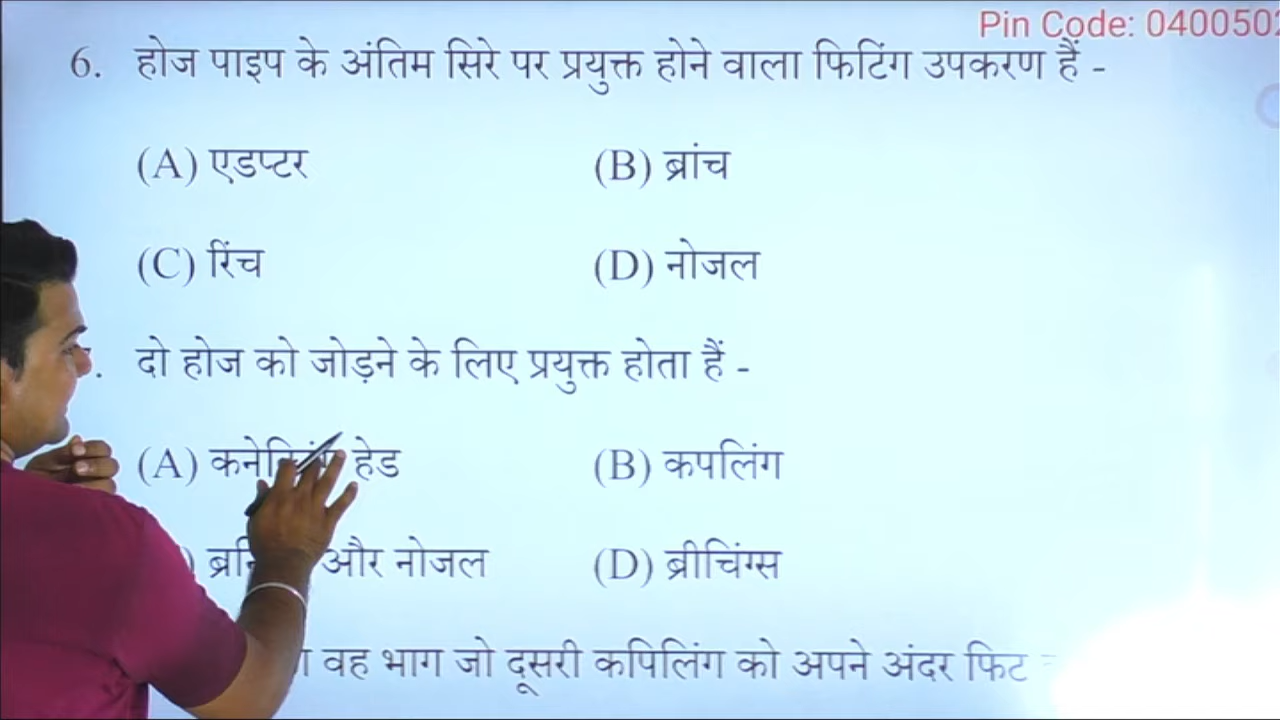 Pin Code: 040050
6. होज पाइप के अंतिम सिरे पर प्रयुक्त होने वाला फिटिंग उपकरण हैं -
(A) एडप्टर (B) ब्रांच
(C) रिंच (D) नोजल
दो होज को जोड़ने के लिए प्रयुक्त होता हैं -
(A) हेड (B) कपलिंग
और नोजल (D) ब्रीचिंग्स
वह भाग जो दूसरी कपिलिंग को अपने अंदर फिट